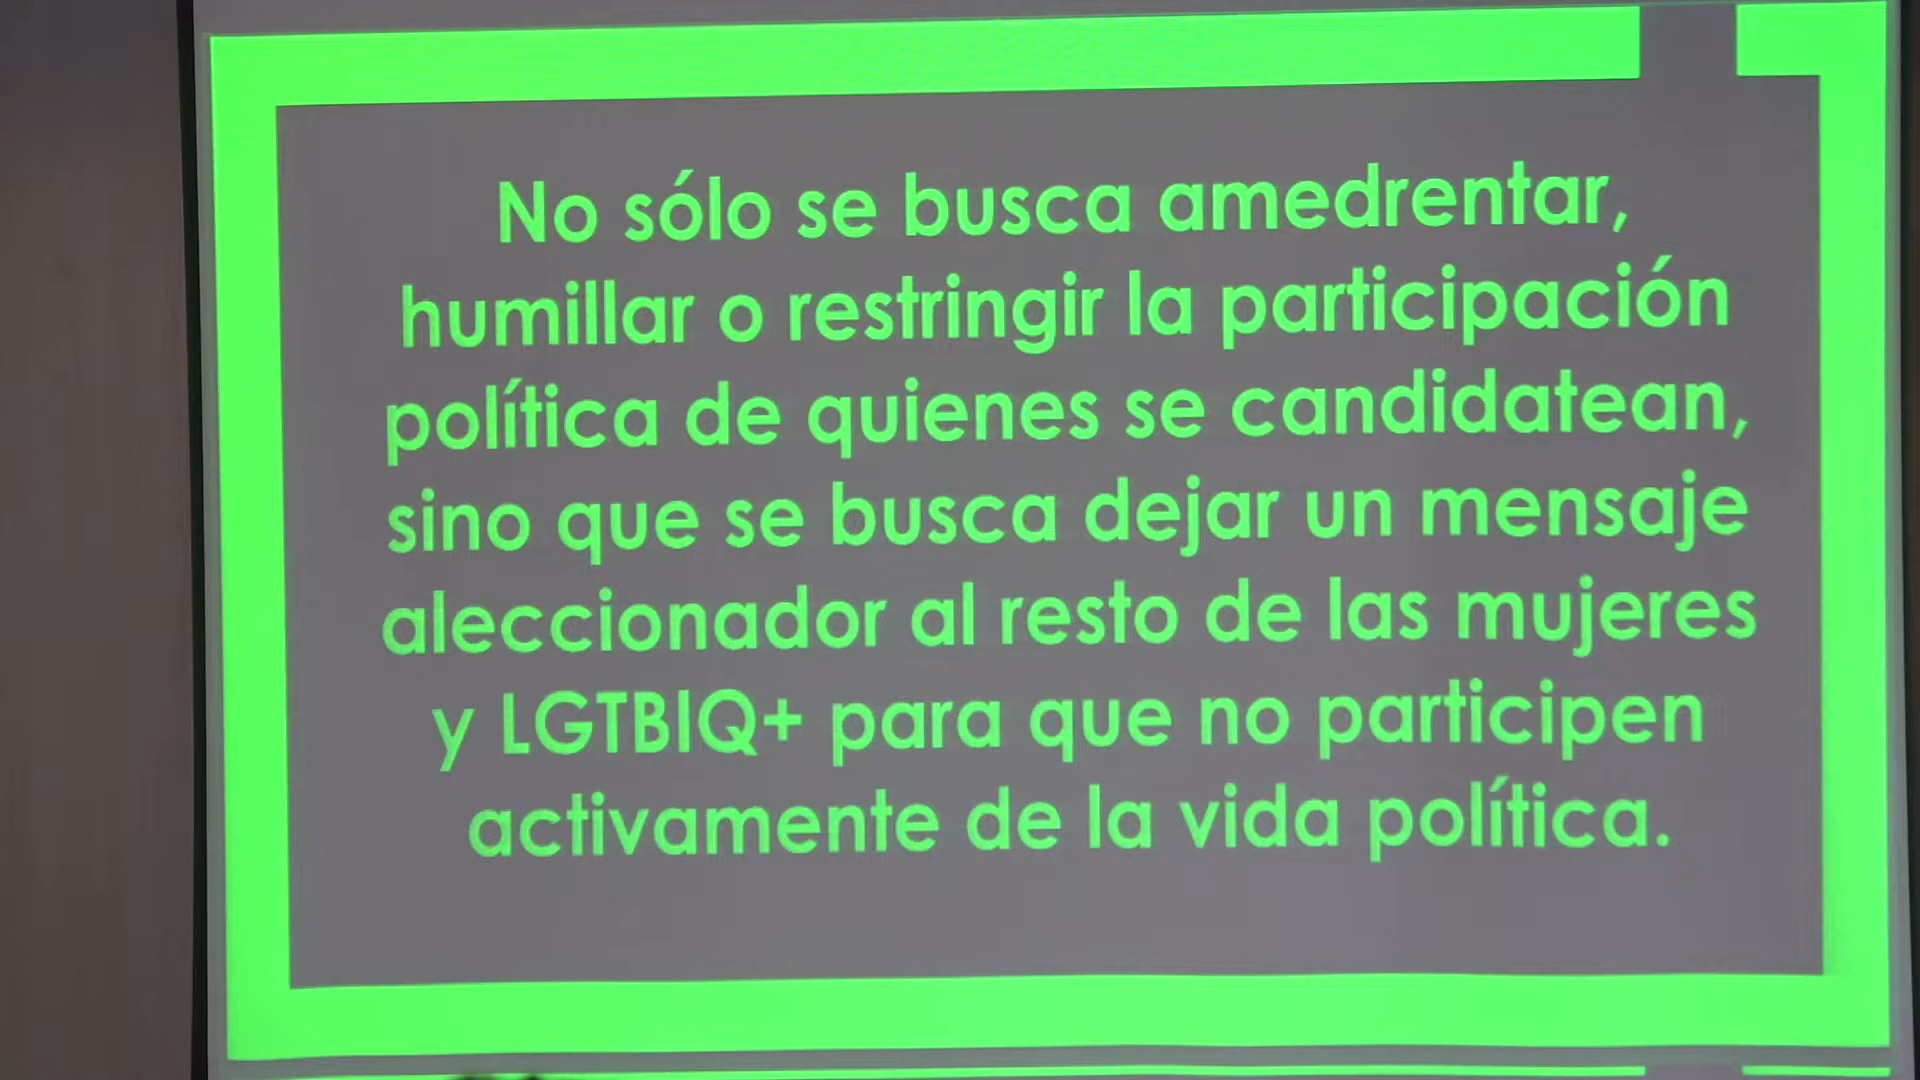 No sólo se busca amedrentar,
humillar o restringir la participación
política de quienes se candidatean,
sino que se busca dejar un mensaje
aleccionador al resto de las mujeres
y LGTBIQ+ para que no participen
activamente de la vida política.